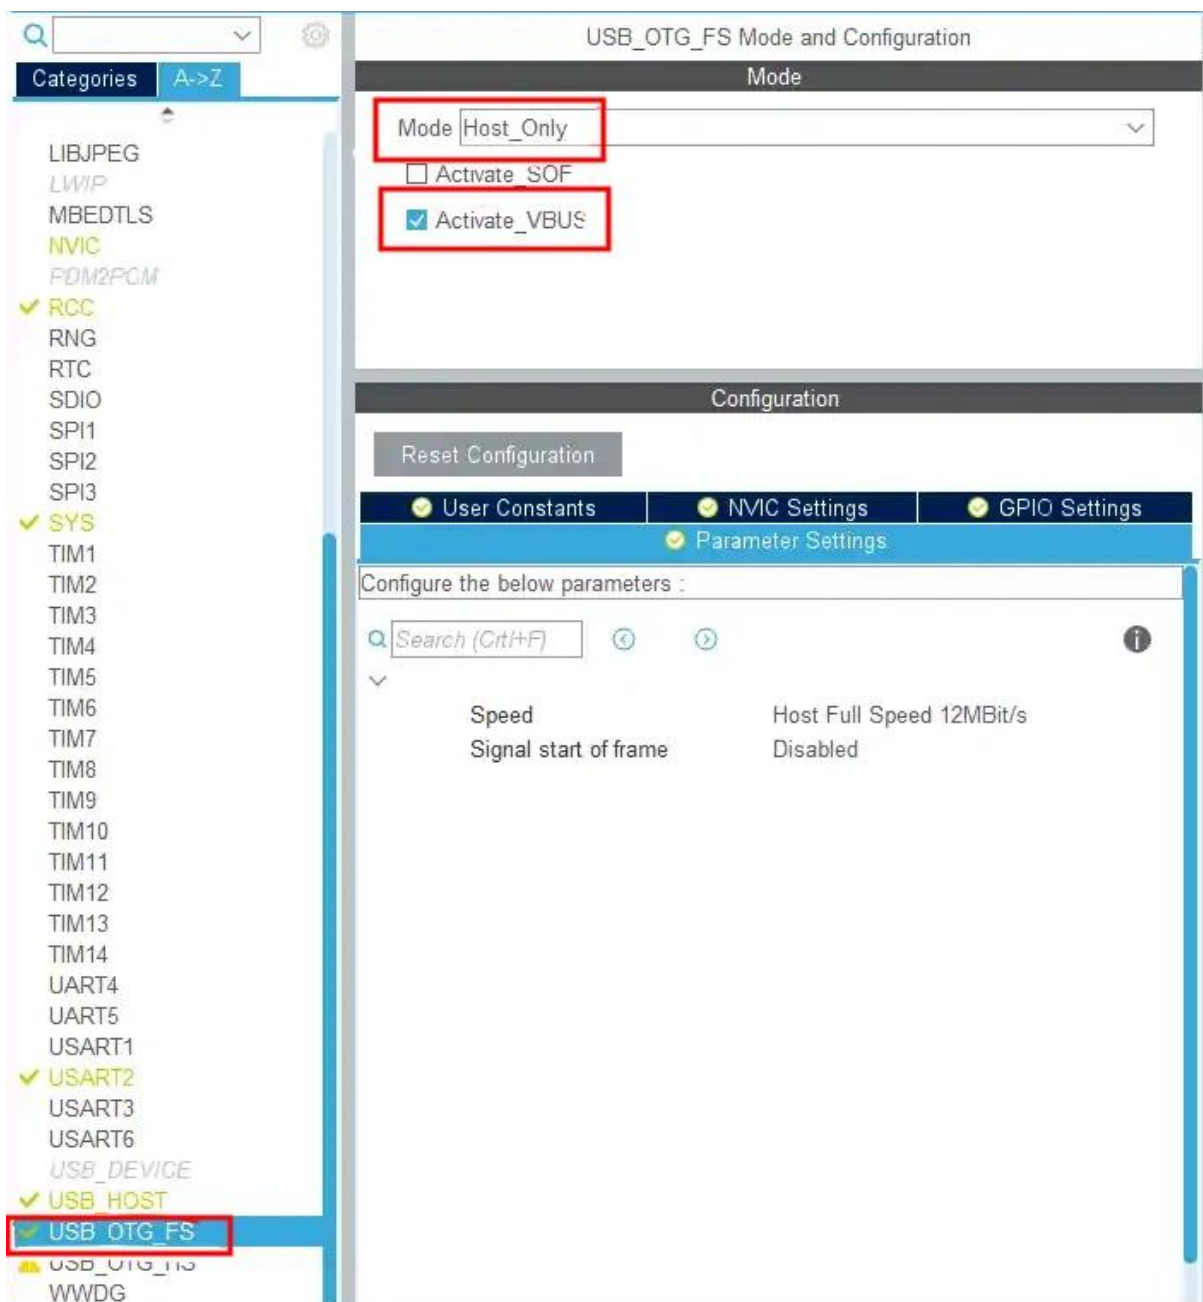 USB_OTG_FS Mode and Configuration
Categories
A->Z
Mode
Mode Host_Only
Activate_SOF
Activate_VBUS
LIBJPEG
LWIP
MBEDTLS
NVIC
PDM2PCM
RCC
RNG
RTC
SDIO
SPI1
SPI2
SPI3
SYS
TIM1
TIM2
TIM3
TIM4
TIM5
TIM6
TIM7
TIM8
TIM9
TIM10
TIM11
TIM12
TIM13
TIM14
UART4
UART5
USART1
USART2
USART3
USART6
USB_DEVICE
USB_HOST
USB_OTG_FS
USB_OTG_HS
WWDG
Configuration
Reset Configuration
User Constants
NVIC Settings
GPIO Settings
Parameter Settings
Configure the below parameters :
Search (Crtl+F)
Speed Host Full Speed 12MBit/s
Signal start of frame Disabled